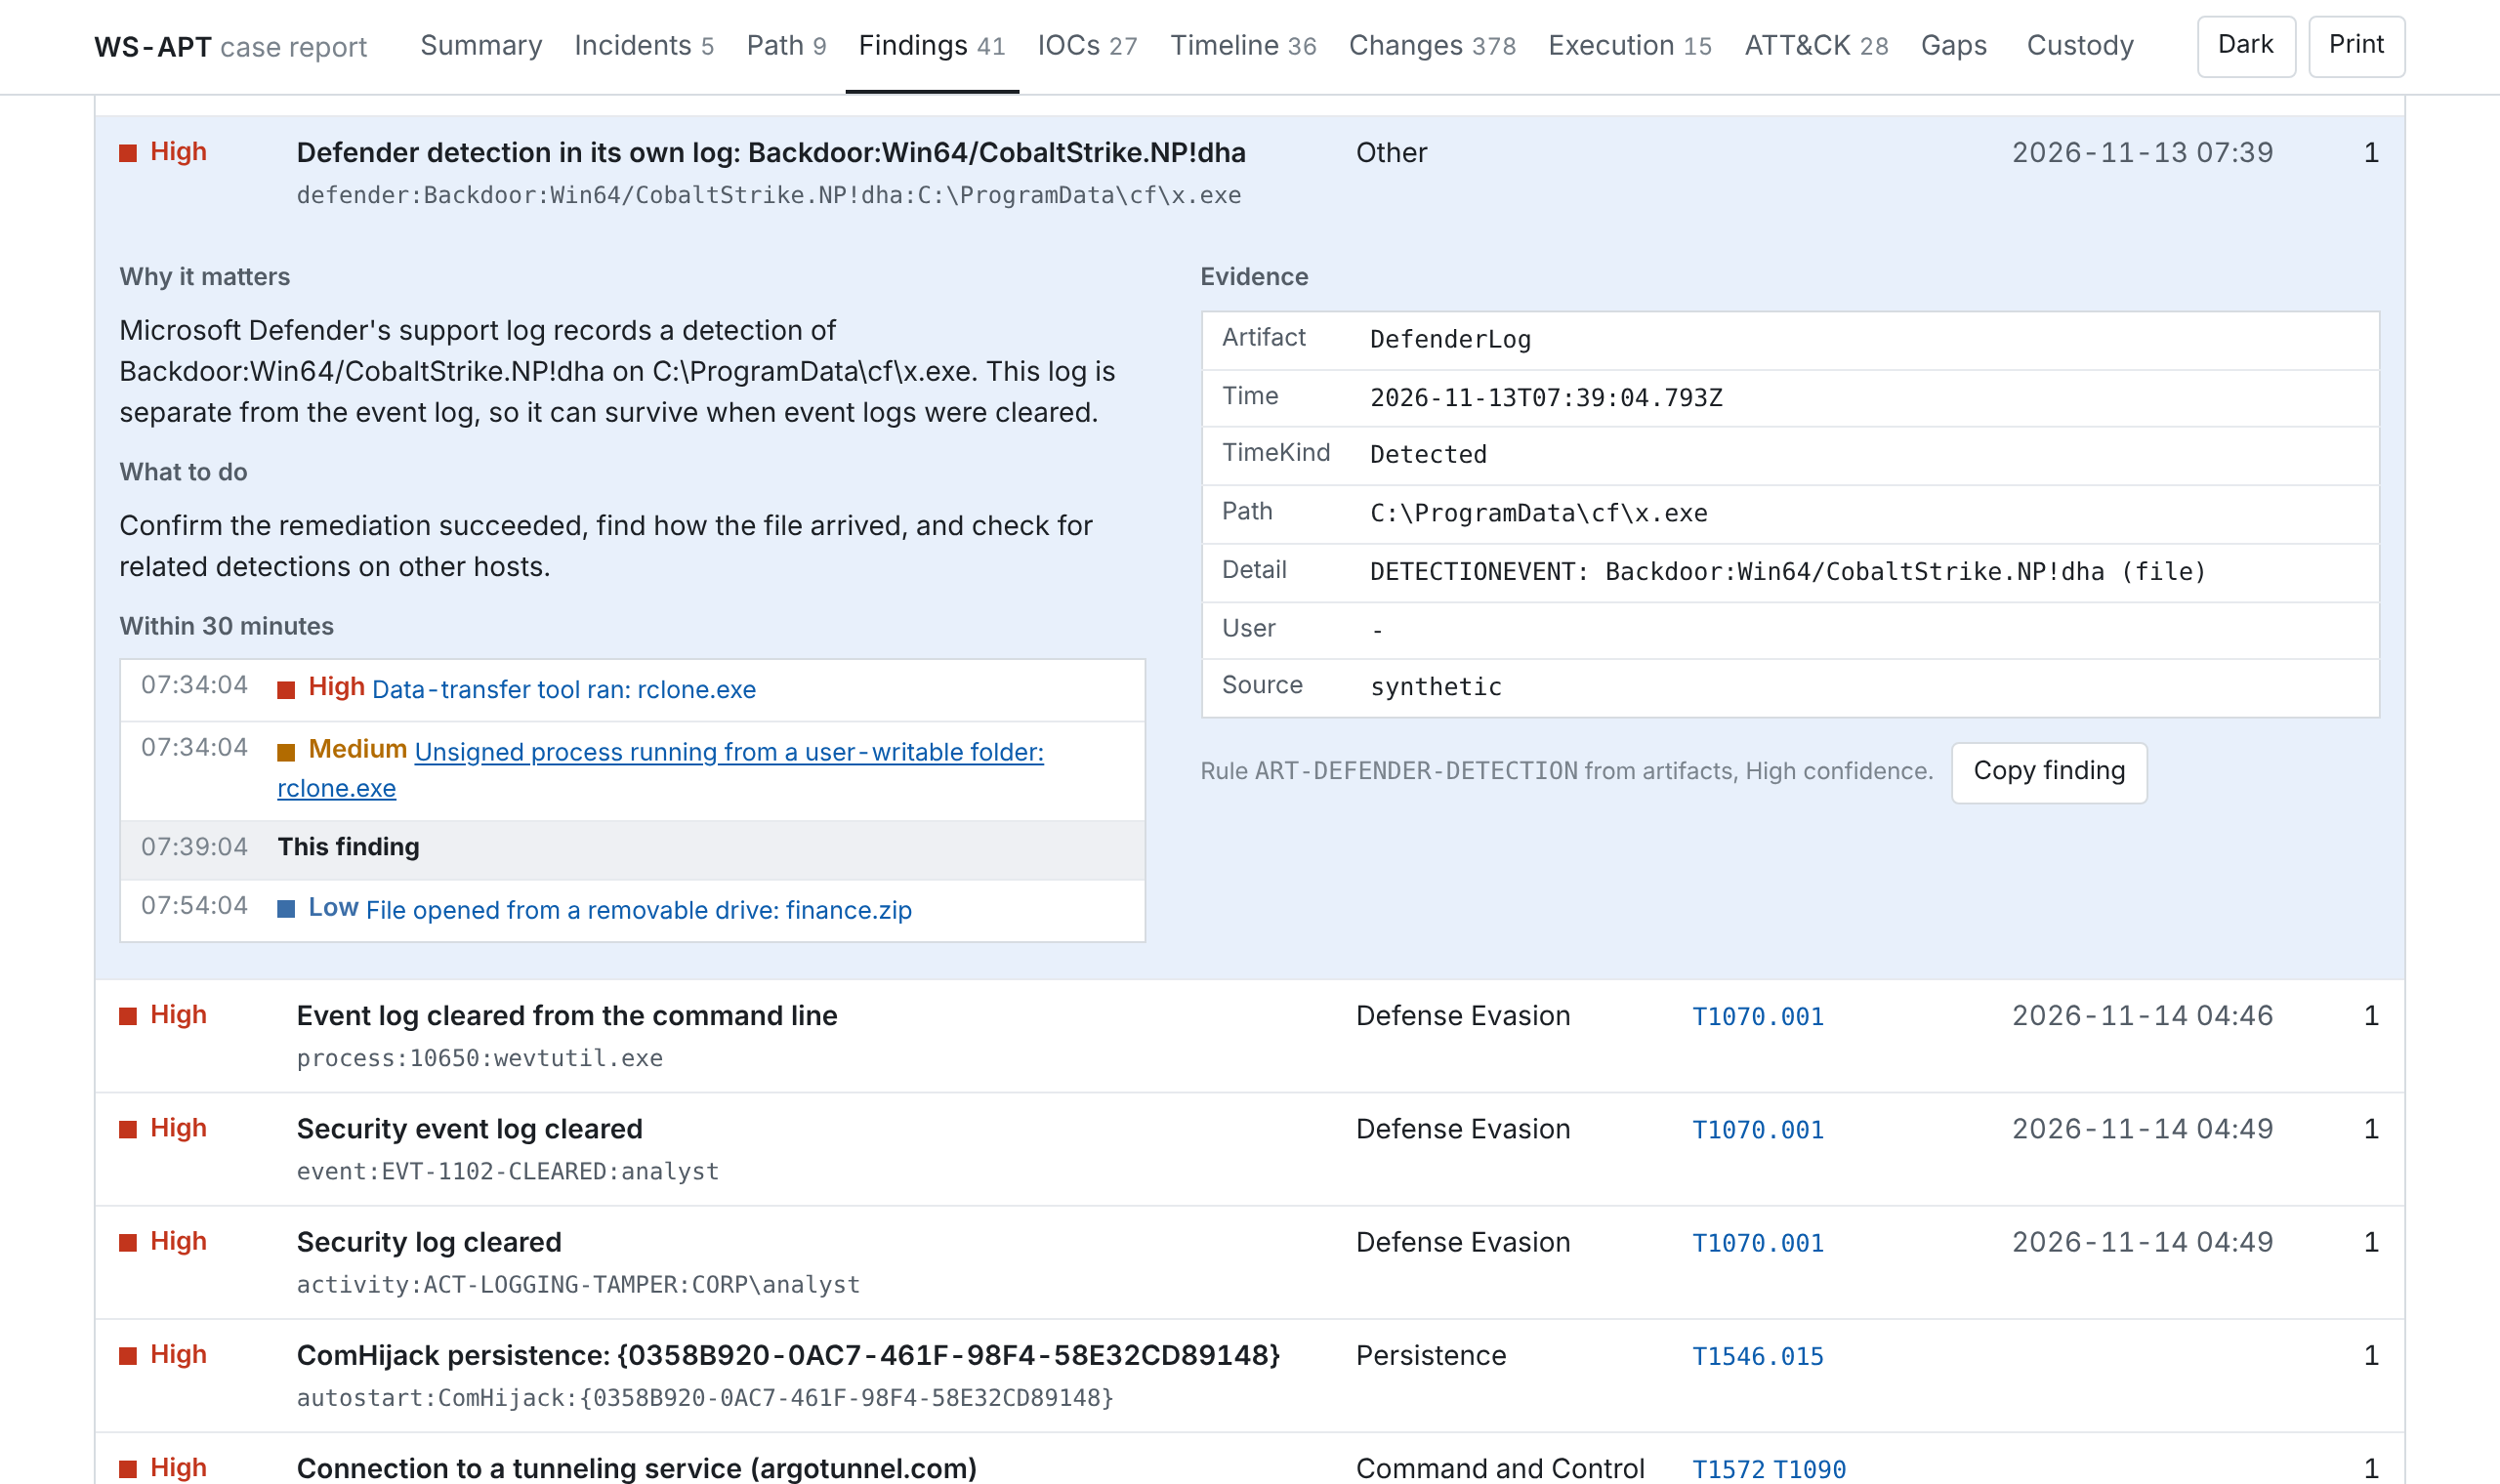 WS-APT case report Summary Incidents 5 Path 9 Findings 41 IOCs 27 Timeline 36 Changes 378 Execution 15 ATT&CK 28 Gaps Custody Dark Print
High Defender detection in its own log: Backdoor:Win64/CobaltStrike.NP!dha Other 2026-11-13 07:39 1
defender:Backdoor:Win64/CobaltStrike.NP!dha:C:\ProgramData\cf\x.exe
Why it matters
Microsoft Defender's support log records a detection of
Backdoor:Win64/CobaltStrike.NP!dha on C:\ProgramData\cf\x.exe. This log is
separate from the event log, so it can survive when event logs were cleared.
What to do
Confirm the remediation succeeded, find how the file arrived, and check for
related detections on other hosts.
Within 30 minutes
07:34:04 High Data-transfer tool ran: rclone.exe
07:34:04 Medium Unsigned process running from a user-writable folder:
rclone.exe
07:39:04 This finding
07:54:04 Low File opened from a removable drive: finance.zip
Evidence
Artifact DefenderLog
Time 2026-11-13T07:39:04.793Z
TimeKind Detected
Path C:\ProgramData\cf\x.exe
Detail DETECTIONEVENT: Backdoor:Win64/CobaltStrike.NP!dha (file)
User -
Source synthetic
Rule ART-DEFENDER-DETECTION from artifacts, High confidence. Copy finding
High Event log cleared from the command line Defense Evasion T1070.001 2026-11-14 04:46 1
process:10650:wevtutil.exe
High Security event log cleared Defense Evasion T1070.001 2026-11-14 04:49 1
event:EVT-1102-CLEARED:analyst
High Security log cleared Defense Evasion T1070.001 2026-11-14 04:49 1
activity:ACT-LOGGING-TAMPER:CORP\analyst
High ComHijack persistence: {0358B920-0AC7-461F-98F4-58E32CD89148} Persistence T1546.015 1
autostart:ComHijack:{0358B920-0AC7-461F-98F4-58E32CD89148}
High Connection to a tunneling service (argotunnel.com) Command and Control T1572 T1090 1